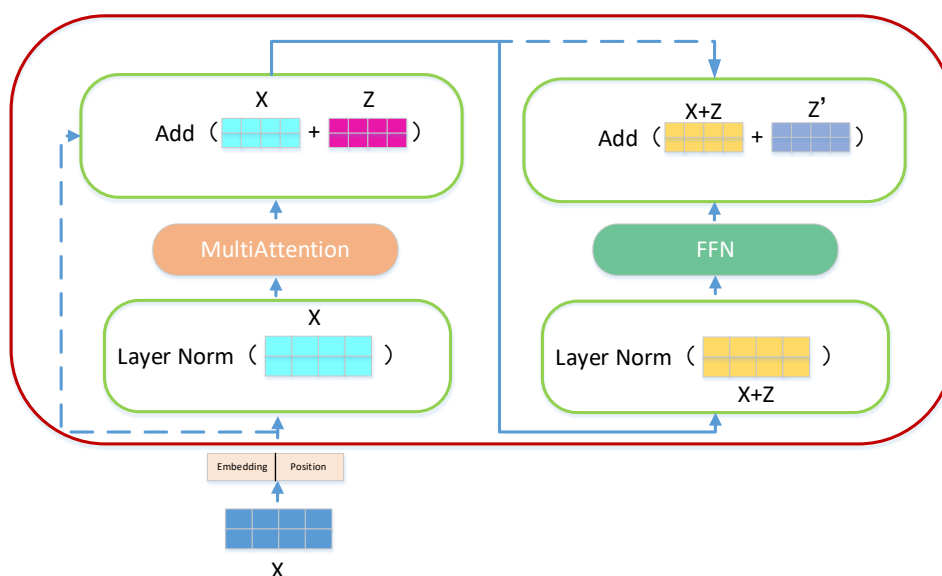 X Z
Add （ + ）
MultiAttention
X
Layer Norm （ ）
X+Z Z’
Add （ + ）
FFN
Layer Norm （ ）
X+Z
Embedding Position
X